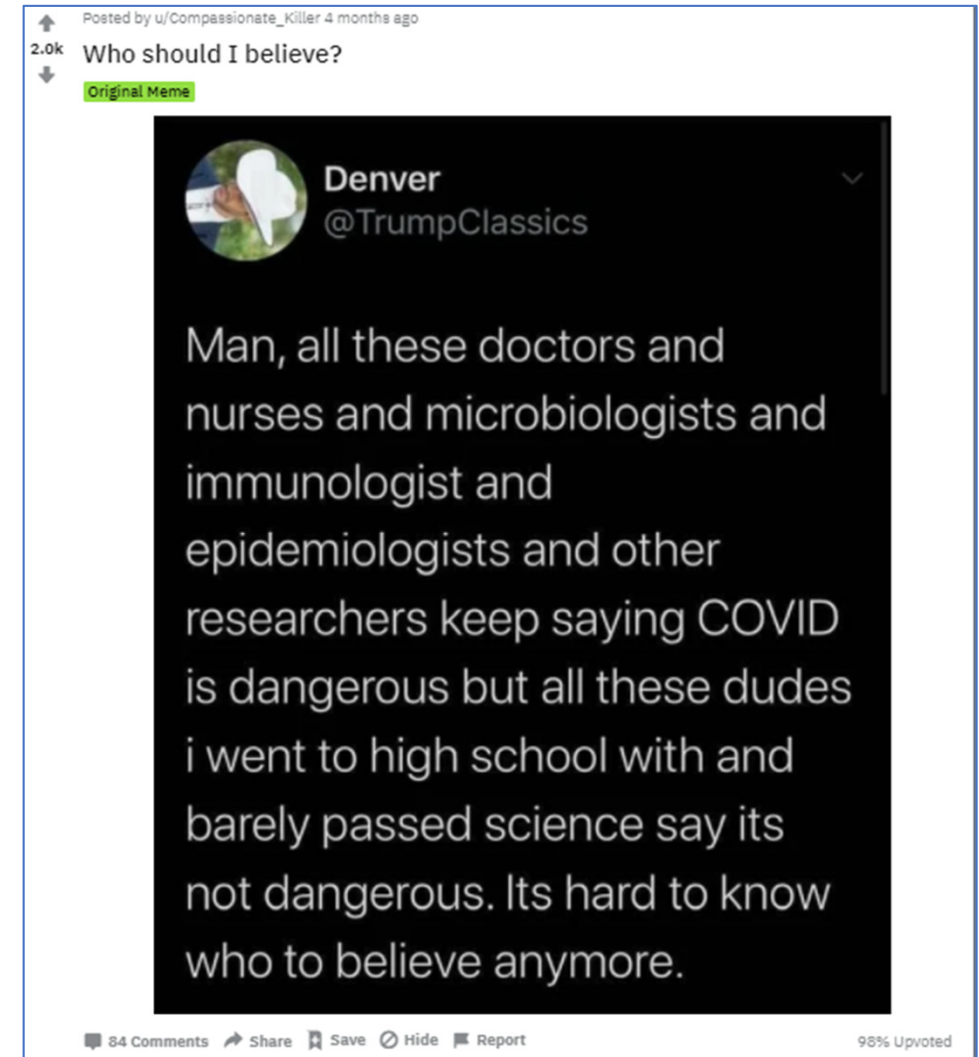 Posted by u/Compassionate_Killer 4 months ago
2.0k
Who should I believe?
Original Meme
Denver
@TrumpClassics
Man, all these doctors and
nurses and microbiologists and
immunologist and
epidemiologists and other
researchers keep saying COVID
is dangerous but all these dudes
i went to high school with and
barely passed science say its
not dangerous. Its hard to know
who to believe anymore.
84 Comments Share Save Hide Report 98% Upvoted